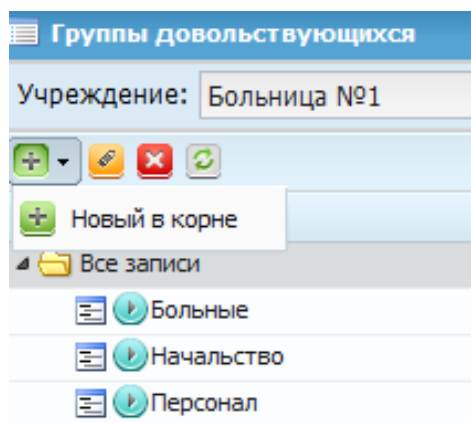 Группы довольствующихся
Учреждение: Больница №1
Новый в корне
Все записи
Больные
Начальство
Персонал